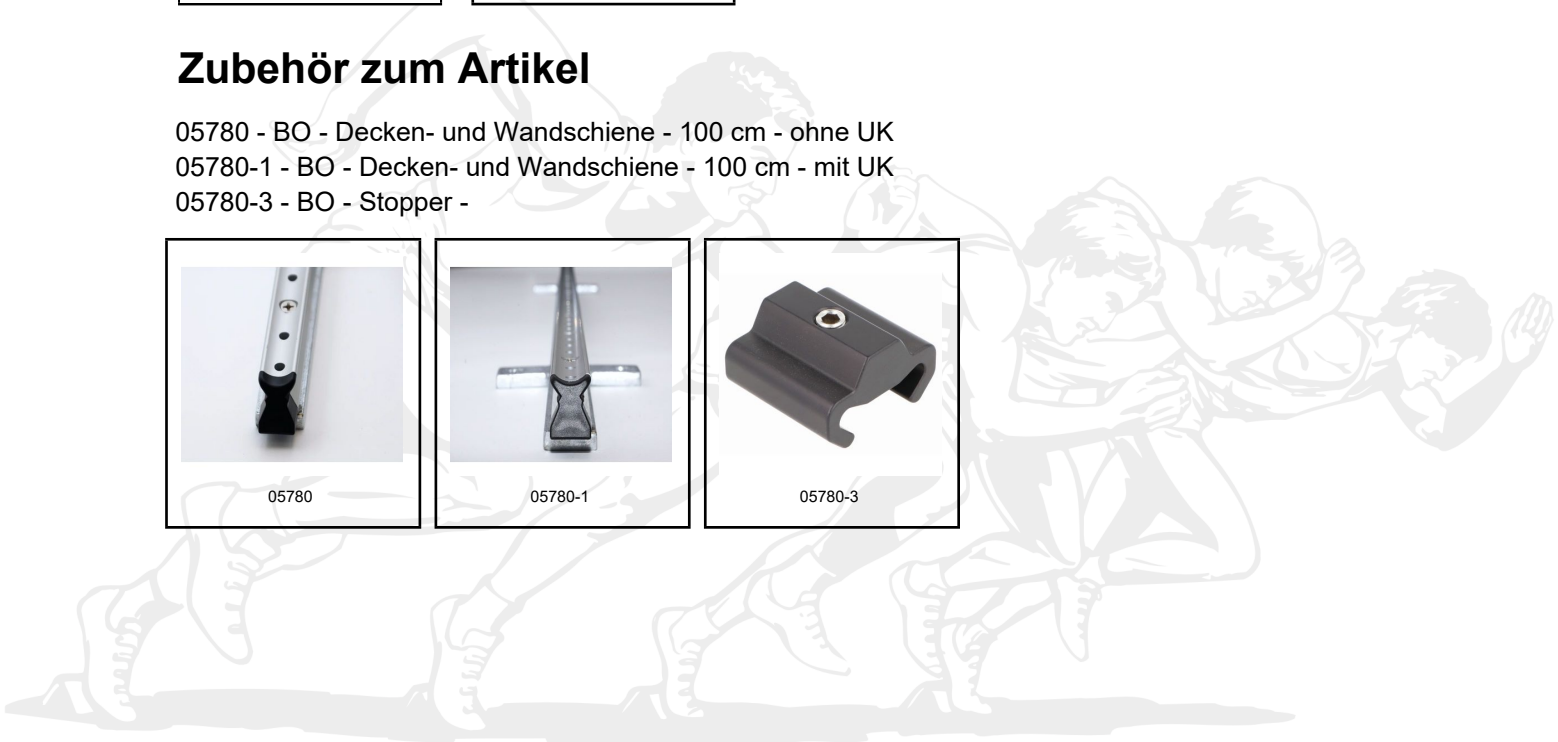 Zubehör zum Artikel
05780 - BO - Decken- und Wandschiene - 100 cm - ohne UK
05780-1 - BO - Decken- und Wandschiene - 100 cm - mit UK
05780-3 - BO - Stopper -
05780
05780-1
05780-3